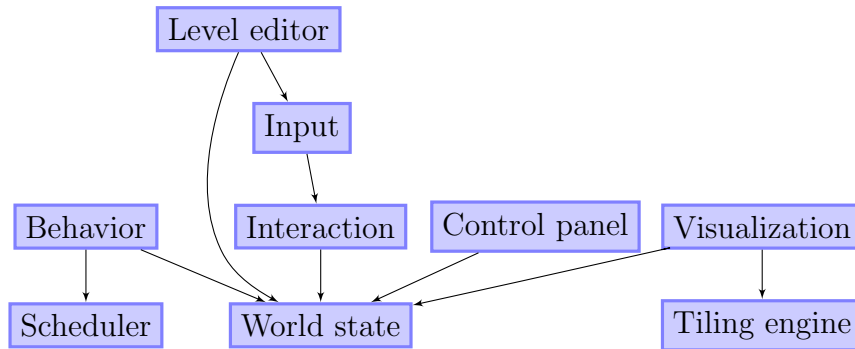 Level editor
Input
Behavior
Interaction
Control panel
Visualization
Scheduler
World state
Tiling engine